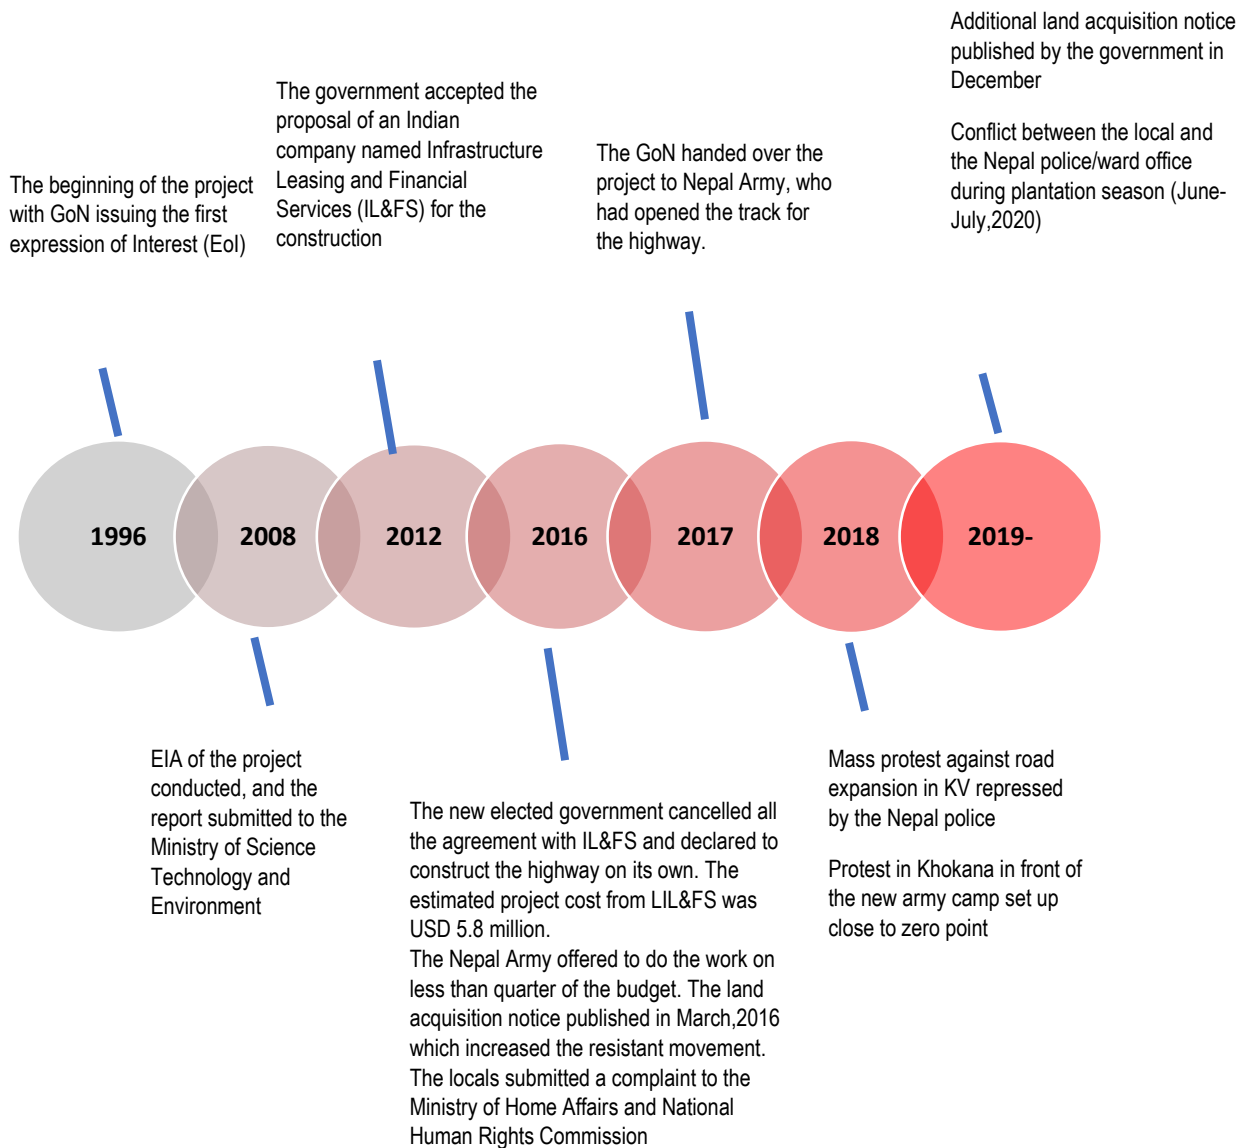 The beginning of the project
with GoN issuing the first
expression of Interest (EoI)
The government accepted the
proposal of an Indian
company named Infrastructure
Leasing and Financial
Services (IL&FS) for the
construction
The GoN handed over the
project to Nepal Army, who
had opened the track for
the highway.
Additional land acquisition notice
published by the government in
December
Conflict between the local and
the Nepal police/ward office
during plantation season (June-
July,2020)
1996
2008
2012
2016
2017
2018
2019-
EIA of the project
conducted, and the
report submitted to the
Ministry of Science
Technology and
Environment
The new elected government cancelled all
the agreement with IL&FS and declared to
construct the highway on its own. The
estimated project cost from LIL&FS was
USD 5.8 million.
The Nepal Army offered to do the work on
less than quarter of the budget. The land
acquisition notice published in March,2016
which increased the resistant movement.
The locals submitted a complaint to the
Ministry of Home Affairs and National
Human Rights Commission
Mass protest against road
expansion in KV repressed
by the Nepal police
Protest in Khokana in front of
the new army camp set up
close to zero point